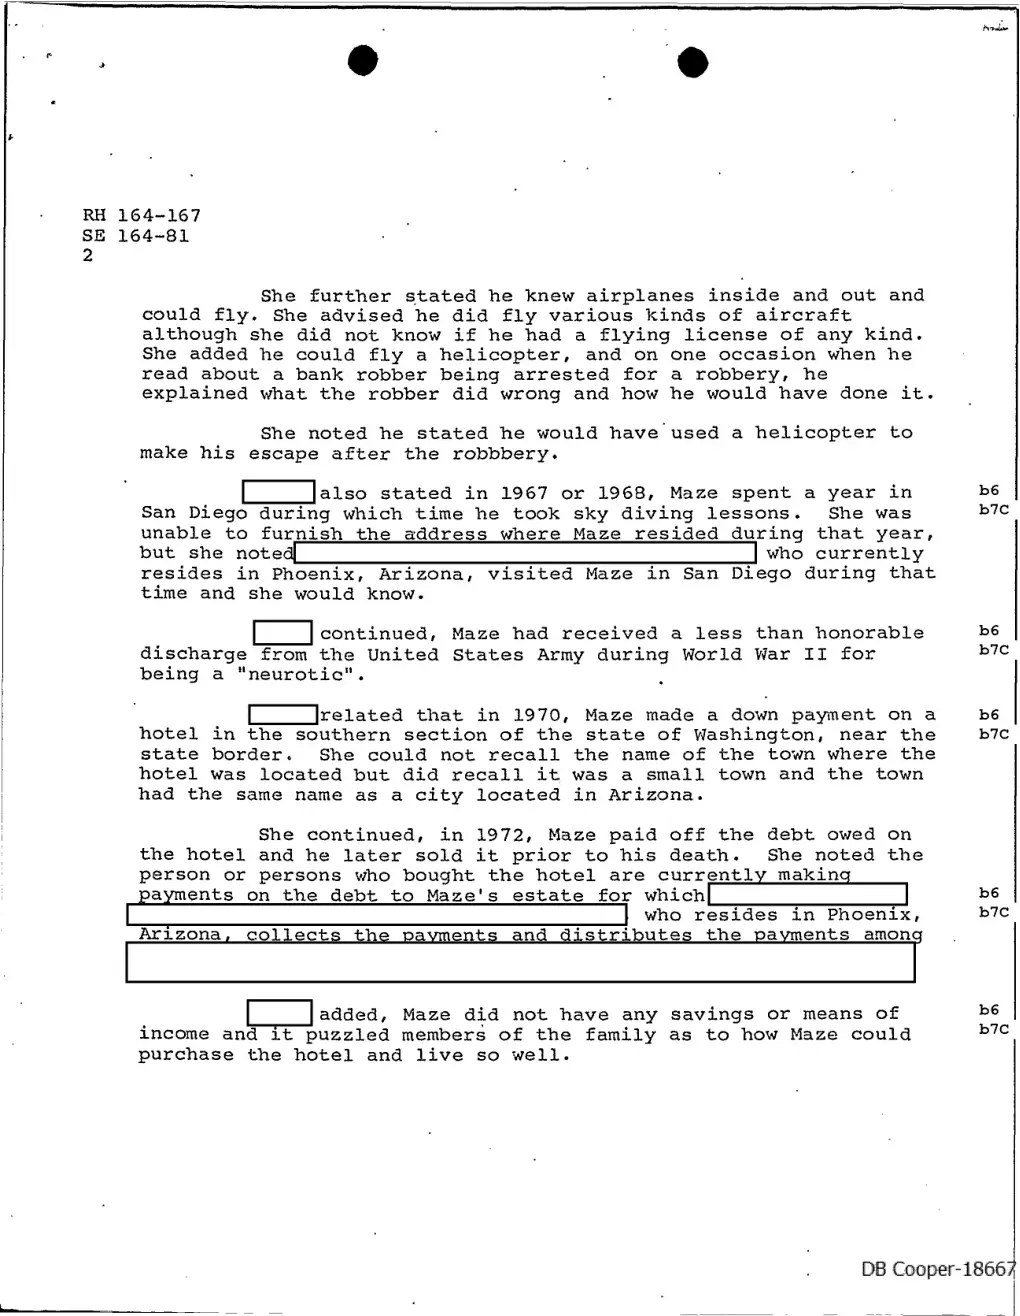 RH 164-167
SE 164-81
2
She further stated he knew airplanes inside and out and
could fly. She advised he did fly various kinds of aircraft
although she did not know if he had a flying license of any kind.
She added he could fly a helicopter, and on one occasion when he
read about a bank robber being arrested for a robbery, he
explained what the robber did wrong and how he would have done it.
She noted he stated he would have used a helicopter to
make his escape after the robbbery.
also stated in 1967 or 1968, Maze spent a year in b6
San Diego during which time he took sky diving lessons. She was b7C
unable to furnish the address where Maze resided during that year,
but she noted who currently
resides in Phoenix, Arizona, visited Maze in San Diego during that
time and she would know.
continued, Maze had received a less than honorable b6
discharge from the United States Army during World War II for b7C
being a "neurotic".
related that in 1970, Maze made a down payment on a b6
hotel in the southern section of the state of Washington, near the b7C
state border. She could not recall the name of the town where the
hotel was located but did recall it was a small town and the town
had the same name as a city located in Arizona.
She continued, in 1972, Maze paid off the debt owed on
the hotel and he later sold it prior to his death. She noted the
person or persons who bought the hotel are currently making
payments on the debt to Maze's estate for which b6
who resides in Phoenix, b7C
Arizona, collects the payments and distributes the payments among
added, Maze did not have any savings or means of b6
income and it puzzled members of the family as to how Maze could b7C
purchase the hotel and live so well.
DB Cooper-18667